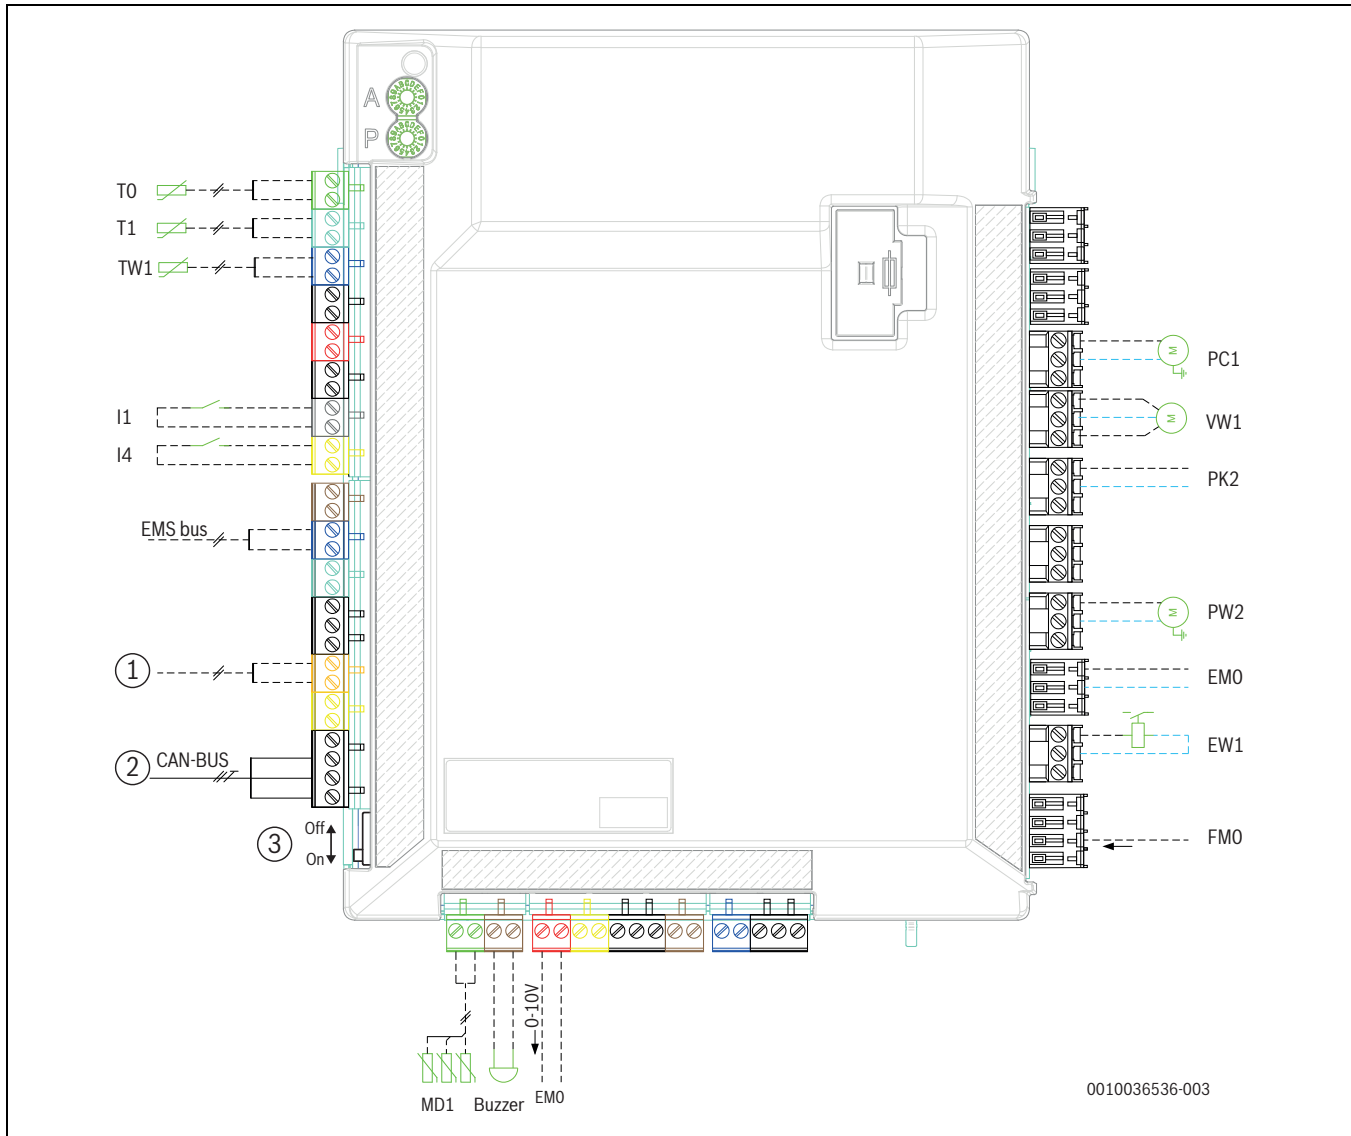 A
P
T0
T1
TW1
I1
I4
EMS bus
1
2 CAN-BUS
3 Off
On
M PC1
M VW1
PK2
M PW2
EM0
EW1
FM0
0-10V
MD1 Buzzer EM0
0010036536-003